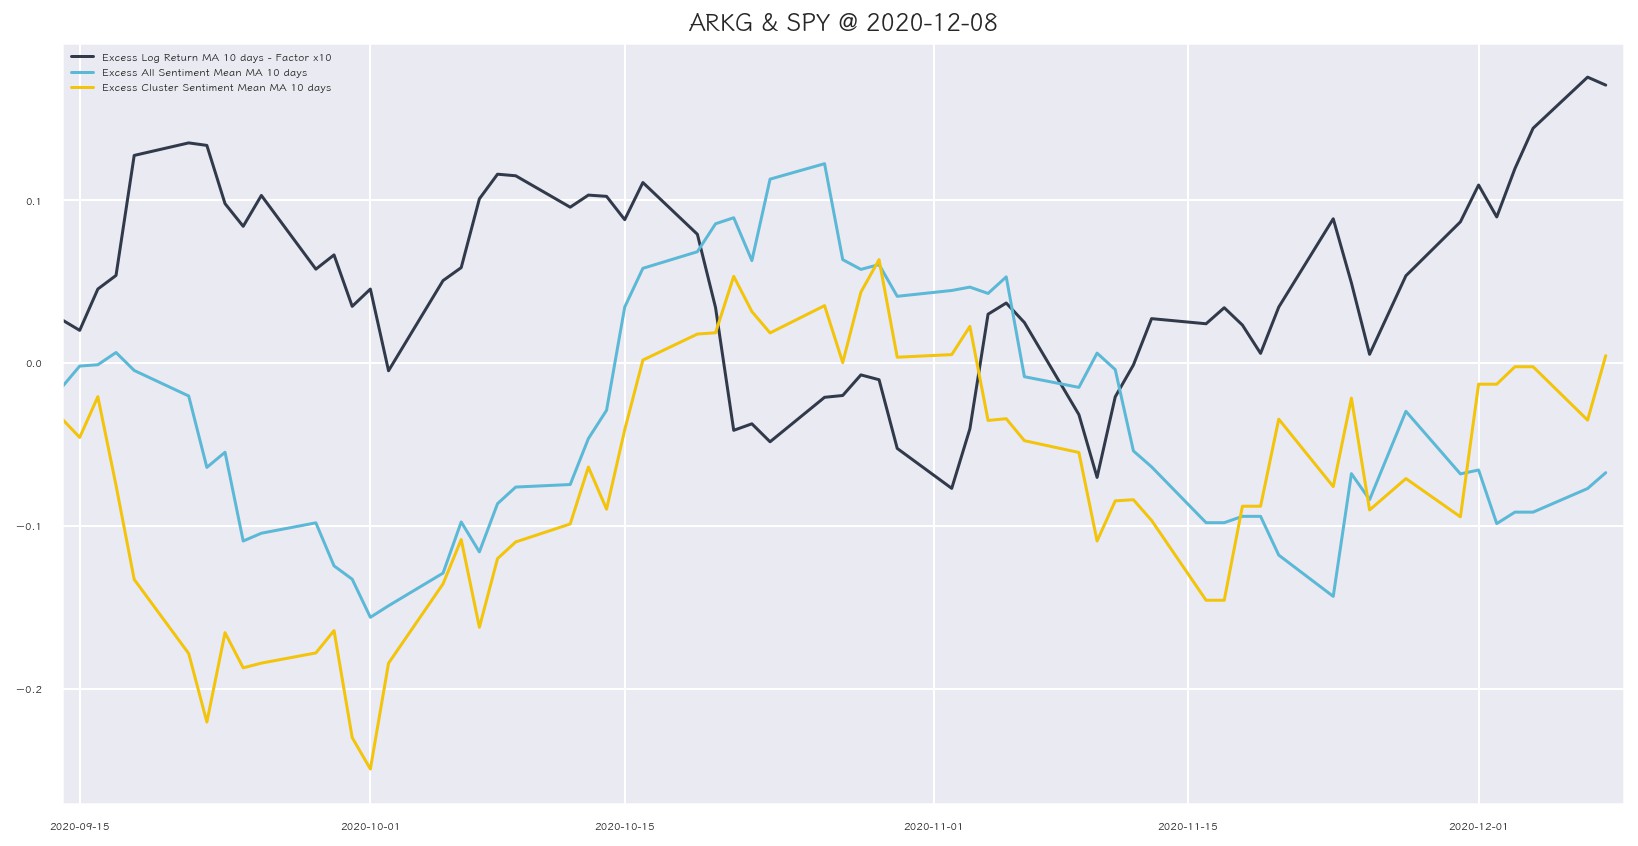 ARKG & SPY @ 2020-12-08
Excess Log Return MA 10 days - Factor x10
Excess All Sentiment Mean MA 10 days
Excess Cluster Sentiment Mean MA 10 days
0.1
0.0
−0.1
−0.2
2020-09-15 2020-10-01 2020-10-15 2020-11-01 2020-11-15 2020-12-01